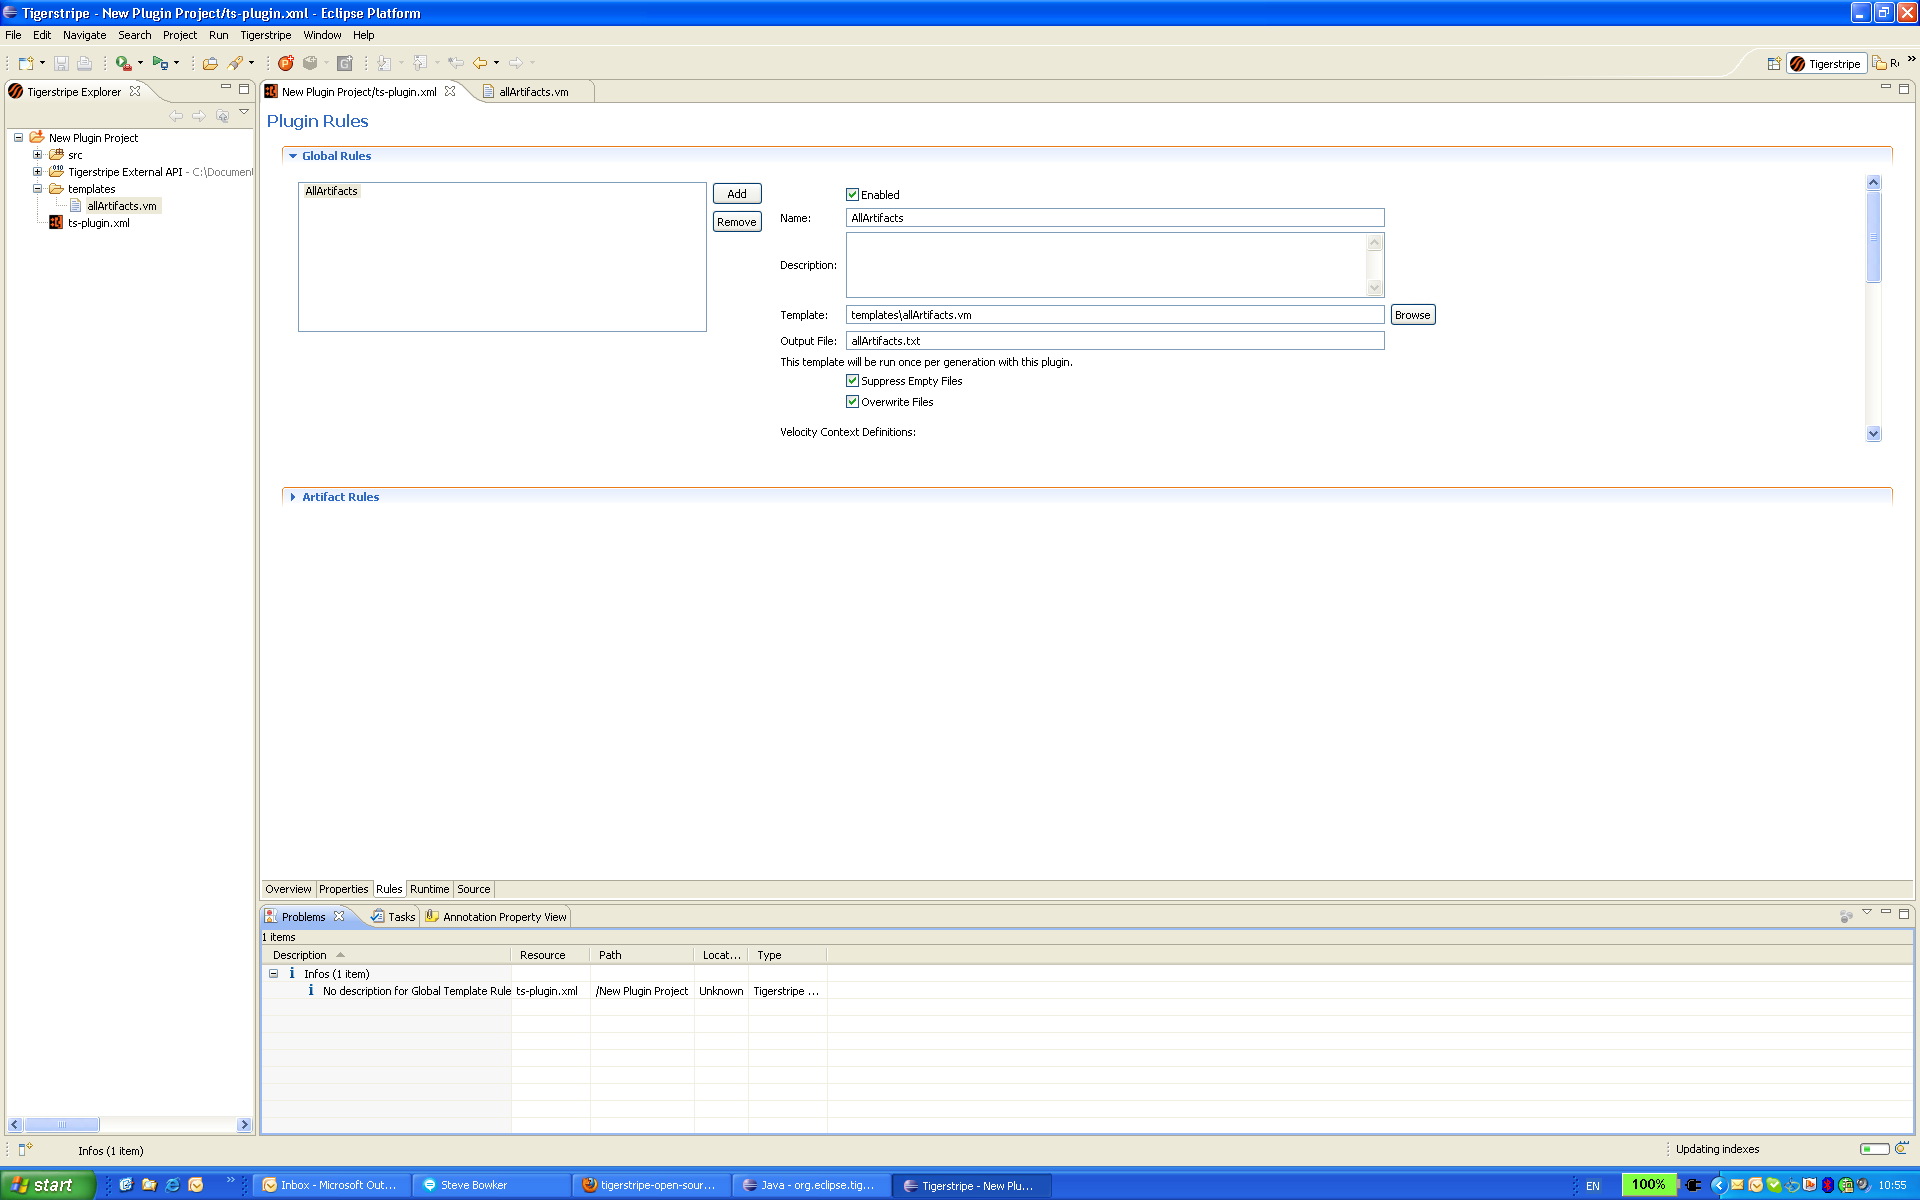 Tigerstripe - New Plugin Project/ts-plugin.xml - Eclipse Platform
File Edit Navigate Search Project Run Tigerstripe Window Help
Tigerstripe
Tigerstripe Explorer
New Plugin Project/ts-plugin.xml
allArtifacts.vm
Plugin Rules
New Plugin Project
src
Tigerstripe External API - C:\Document
templates
allArtifacts.vm
ts-plugin.xml
Global Rules
AllArtifacts
Add
Remove
Enabled
Name: AllArtifacts
Description:
Template: templates\allArtifacts.vm Browse
Output File: allArtifacts.txt
This template will be run once per generation with this plugin.
Suppress Empty Files
Overwrite Files
Velocity Context Definitions:
Artifact Rules
Overview Properties Rules Runtime Source
Problems Tasks Annotation Property View
1 items
Description Resource Path Locat... Type
Infos (1 item)
No description for Global Template Rule ts-plugin.xml /New Plugin Project Unknown Tigerstripe ...
Infos (1 item)
Updating indexes
start
Inbox - Microsoft Out...
Steve Bowker
tigerstripe-open-sour...
Java - org.eclipse.tig...
Tigerstripe - New Plu...
EN
100%
10:55